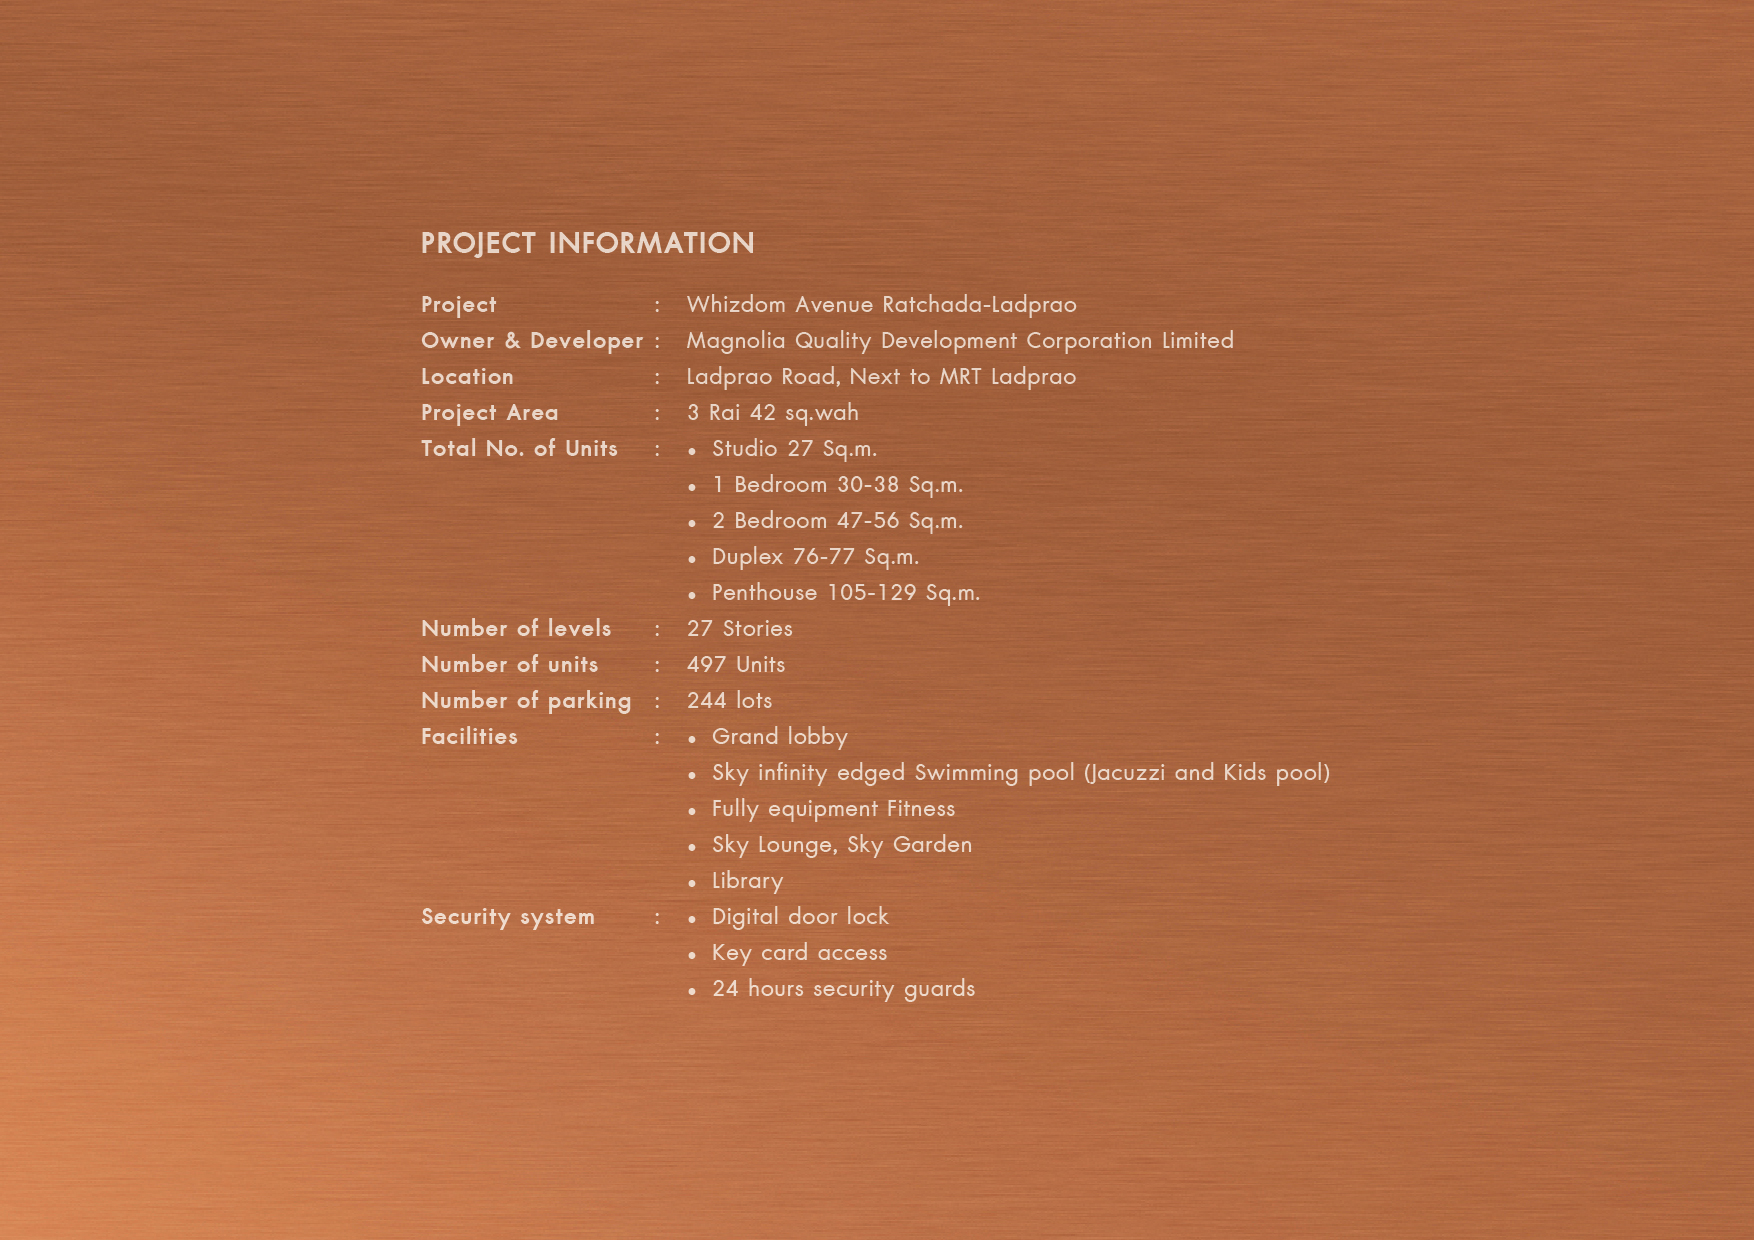 PROJECT INFORMATION
Project : Whizdom Avenue Ratchada-Ladprao
Owner & Developer : Magnolia Quality Development Corporation Limited
Location : Ladprao Road, Next to MRT Ladprao
Project Area : 3 Rai 42 sq.wah
Total No. of Units : • Studio 27 Sq.m.
• 1 Bedroom 30-38 Sq.m.
• 2 Bedroom 47-56 Sq.m.
• Duplex 76-77 Sq.m.
• Penthouse 105-129 Sq.m.
Number of levels : 27 Stories
Number of units : 497 Units
Number of parking : 244 lots
Facilities : • Grand lobby
• Sky infinity edged Swimming pool (Jacuzzi and Kids pool)
• Fully equipment Fitness
• Sky Lounge, Sky Garden
• Library
Security system : • Digital door lock
• Key card access
• 24 hours security guards